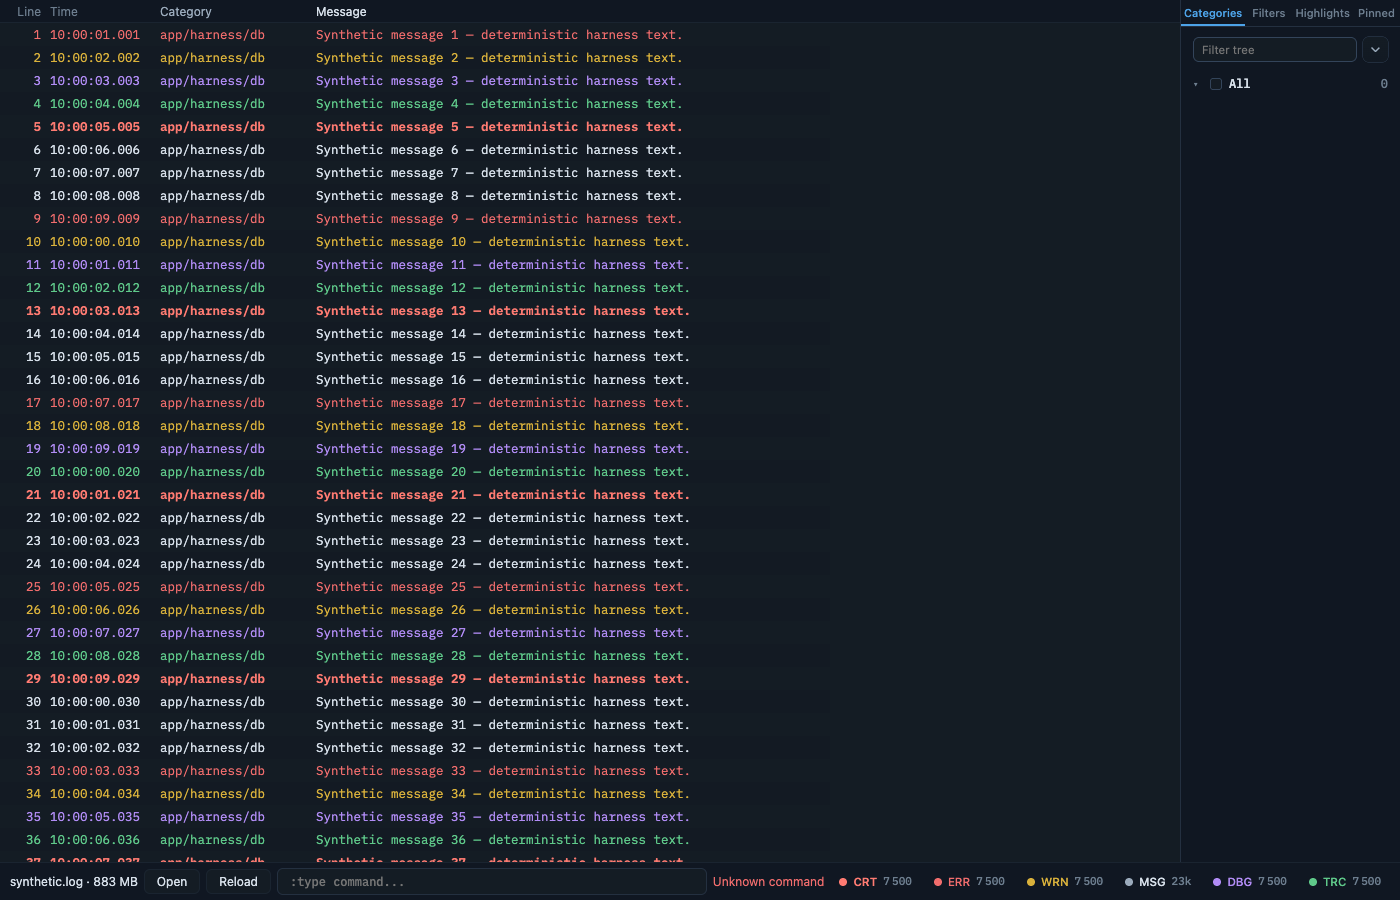 Line Time Category Message
1 10:00:01.001 app/harness/db Synthetic message 1 — deterministic harness text.
2 10:00:02.002 app/harness/db Synthetic message 2 — deterministic harness text.
3 10:00:03.003 app/harness/db Synthetic message 3 — deterministic harness text.
4 10:00:04.004 app/harness/db Synthetic message 4 — deterministic harness text.
5 10:00:05.005 app/harness/db Synthetic message 5 — deterministic harness text.
6 10:00:06.006 app/harness/db Synthetic message 6 — deterministic harness text.
7 10:00:07.007 app/harness/db Synthetic message 7 — deterministic harness text.
8 10:00:08.008 app/harness/db Synthetic message 8 — deterministic harness text.
9 10:00:09.009 app/harness/db Synthetic message 9 — deterministic harness text.
10 10:00:00.010 app/harness/db Synthetic message 10 — deterministic harness text.
11 10:00:01.011 app/harness/db Synthetic message 11 — deterministic harness text.
12 10:00:02.012 app/harness/db Synthetic message 12 — deterministic harness text.
13 10:00:03.013 app/harness/db Synthetic message 13 — deterministic harness text.
14 10:00:04.014 app/harness/db Synthetic message 14 — deterministic harness text.
15 10:00:05.015 app/harness/db Synthetic message 15 — deterministic harness text.
16 10:00:06.016 app/harness/db Synthetic message 16 — deterministic harness text.
17 10:00:07.017 app/harness/db Synthetic message 17 — deterministic harness text.
18 10:00:08.018 app/harness/db Synthetic message 18 — deterministic harness text.
19 10:00:09.019 app/harness/db Synthetic message 19 — deterministic harness text.
20 10:00:00.020 app/harness/db Synthetic message 20 — deterministic harness text.
21 10:00:01.021 app/harness/db Synthetic message 21 — deterministic harness text.
22 10:00:02.022 app/harness/db Synthetic message 22 — deterministic harness text.
23 10:00:03.023 app/harness/db Synthetic message 23 — deterministic harness text.
24 10:00:04.024 app/harness/db Synthetic message 24 — deterministic harness text.
25 10:00:05.025 app/harness/db Synthetic message 25 — deterministic harness text.
26 10:00:06.026 app/harness/db Synthetic message 26 — deterministic harness text.
27 10:00:07.027 app/harness/db Synthetic message 27 — deterministic harness text.
28 10:00:08.028 app/harness/db Synthetic message 28 — deterministic harness text.
29 10:00:09.029 app/harness/db Synthetic message 29 — deterministic harness text.
30 10:00:00.030 app/harness/db Synthetic message 30 — deterministic harness text.
31 10:00:01.031 app/harness/db Synthetic message 31 — deterministic harness text.
32 10:00:02.032 app/harness/db Synthetic message 32 — deterministic harness text.
33 10:00:03.033 app/harness/db Synthetic message 33 — deterministic harness text.
34 10:00:04.034 app/harness/db Synthetic message 34 — deterministic harness text.
35 10:00:05.035 app/harness/db Synthetic message 35 — deterministic harness text.
36 10:00:06.036 app/harness/db Synthetic message 36 — deterministic harness text.
37 10:00:07.037 app/harness/db Synthetic message 37 — deterministic harness text.
Categories Filters Highlights Pinned
Filter tree
All 0
synthetic.log · 883 MB Open Reload :type command... Unknown command CRT 7 500 ERR 7 500 WRN 7 500 MSG 23k DBG 7 500 TRC 7 500